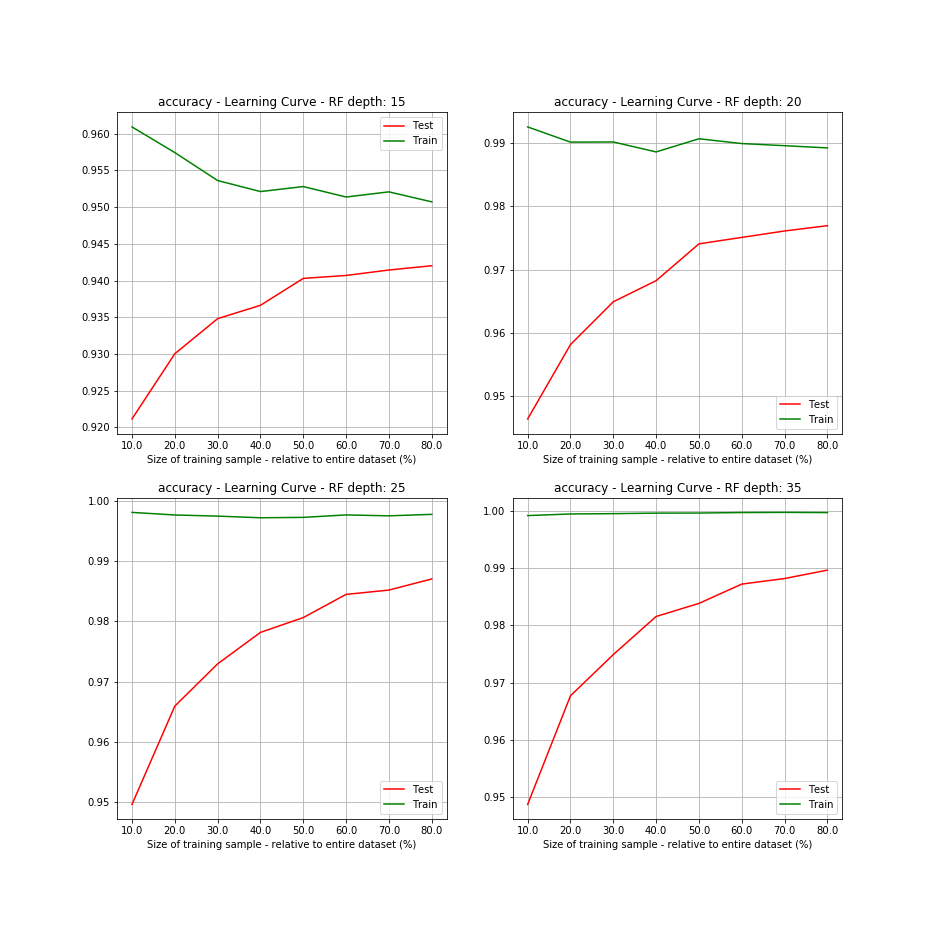 accuracy - Learning Curve - RF depth: 15
0.960
0.955
0.950
0.945
0.940
0.935
0.930
0.925
0.920
Test
Train
10.0 20.0 30.0 40.0 50.0 60.0 70.0 80.0
Size of training sample - relative to entire dataset (%)
accuracy - Learning Curve - RF depth: 20
0.99
0.98
0.97
0.96
0.95
Test
Train
10.0 20.0 30.0 40.0 50.0 60.0 70.0 80.0
Size of training sample - relative to entire dataset (%)
accuracy - Learning Curve - RF depth: 25
1.00
0.99
0.98
0.97
0.96
0.95
Test
Train
10.0 20.0 30.0 40.0 50.0 60.0 70.0 80.0
Size of training sample - relative to entire dataset (%)
accuracy - Learning Curve - RF depth: 35
1.00
0.99
0.98
0.97
0.96
0.95
Test
Train
10.0 20.0 30.0 40.0 50.0 60.0 70.0 80.0
Size of training sample - relative to entire dataset (%)